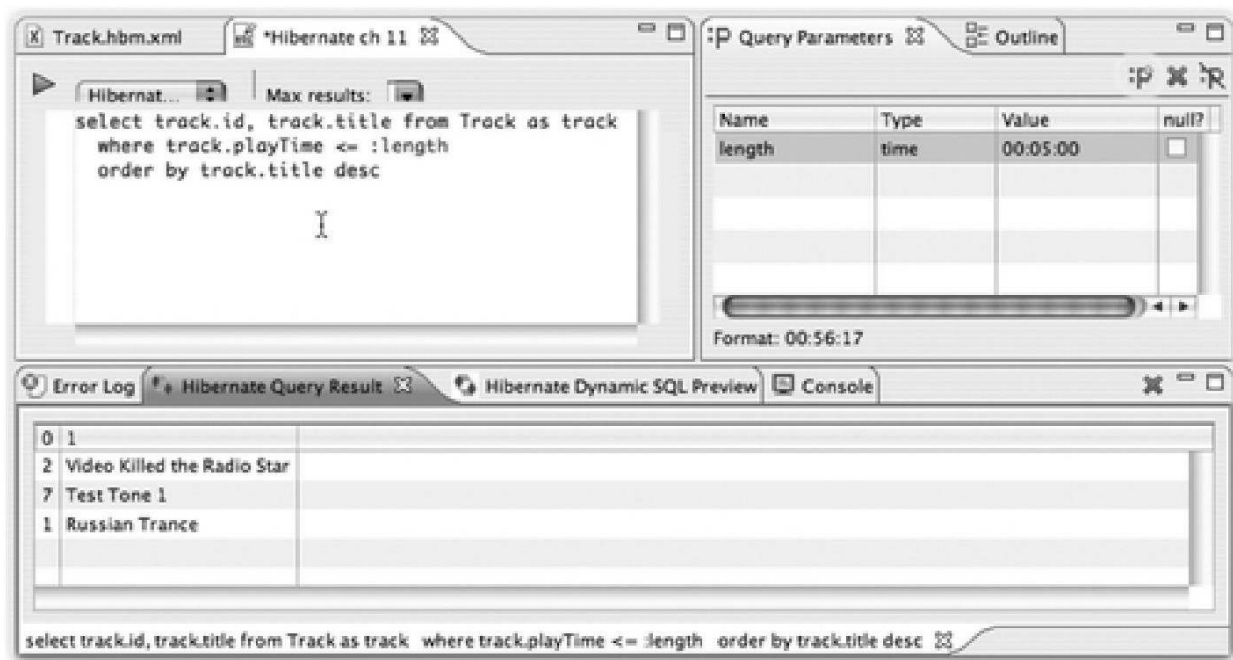 Track.hbm.xml
*Hibernate ch 11
Hibernat...
Max results:
select track.id, track.title from Track as track
where track.playTime <= :length
order by track.title desc
:P Query Parameters
Outline
:P
R
Name Type Value null?
length time 00:05:00
Format: 00:56:17
Error Log
Hibernate Query Result
Hibernate Dynamic SQL Preview
Console
0 1
2 Video Killed the Radio Star
7 Test Tone 1
1 Russian Trance
select track.id, track.title from Track as track where track.playTime <= :length order by track.title desc